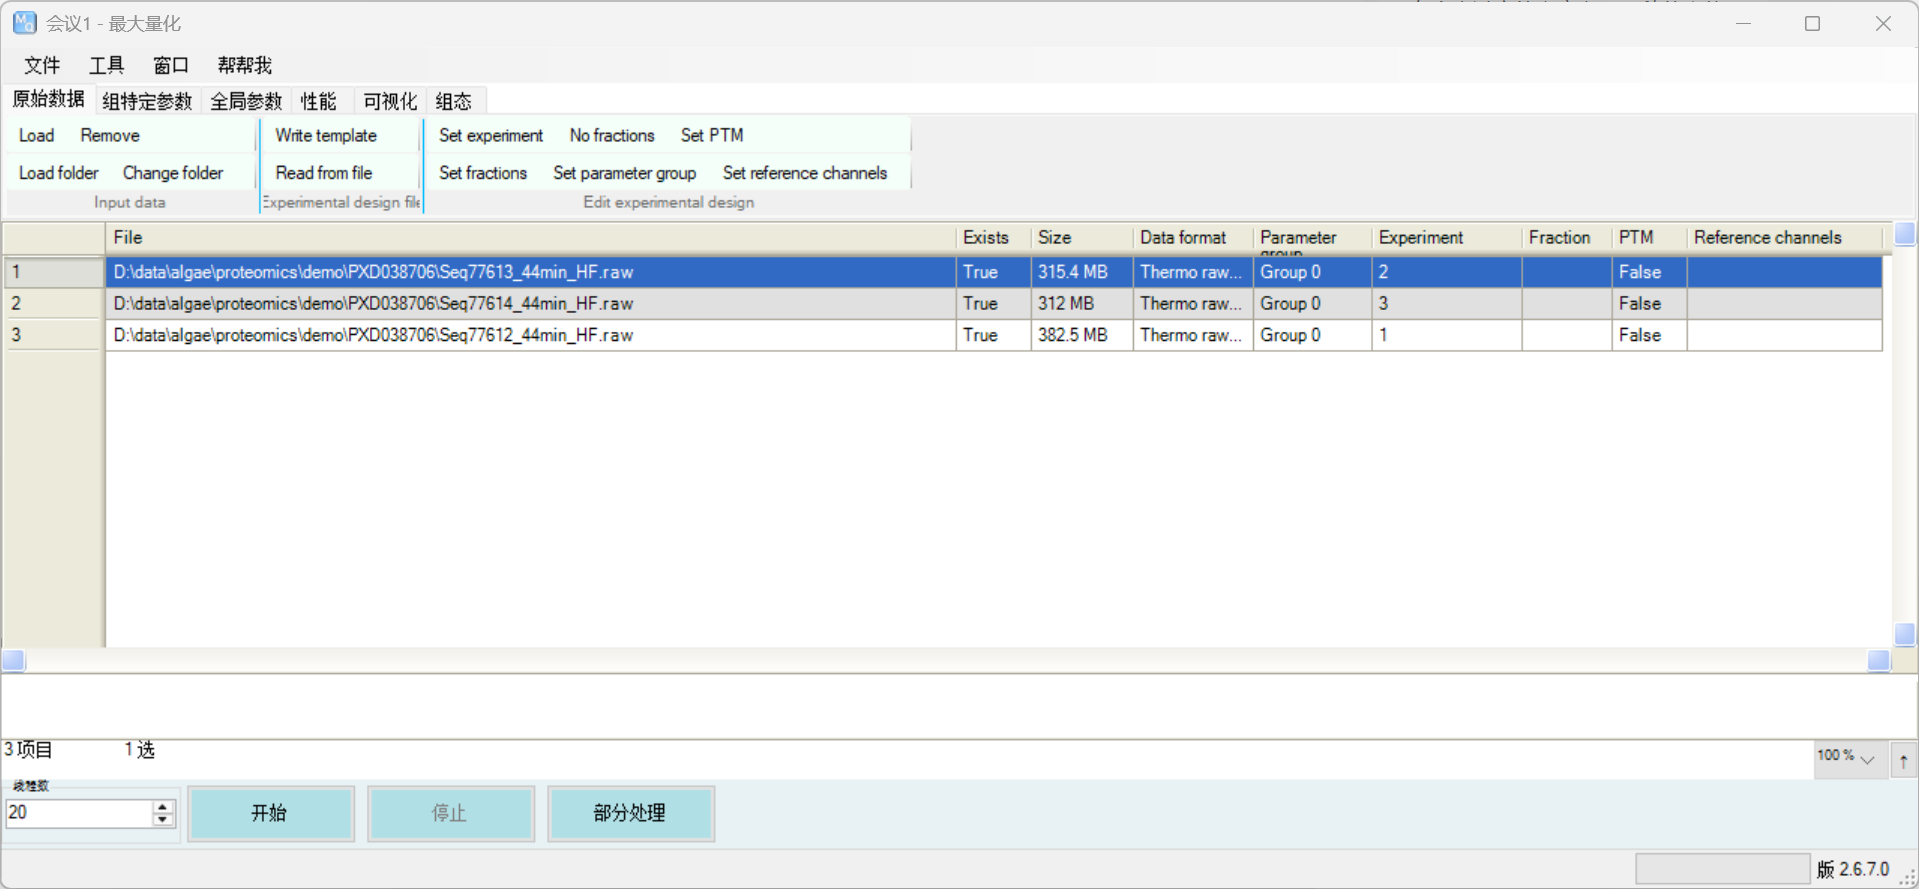 会议1 - 最大量化
文件 工具 窗口 帮帮我
原始数据 组特定参数 全局参数 性能 可视化 组态
Load Remove Write template Set experiment No fractions Set PTM
Load folder Change folder Read from file Set fractions Set parameter group Set reference channels
Input data Experimental design file Edit experimental design
File Exists Size Data format Parameter group Experiment Fraction PTM Reference channels
1 D:\data\algae\proteomics\demo\PXD038706\Seq77613_44min_HF.raw True 315.4 MB Thermo raw... Group 0 2 False
2 D:\data\algae\proteomics\demo\PXD038706\Seq77614_44min_HF.raw True 312 MB Thermo raw... Group 0 3 False
3 D:\data\algae\proteomics\demo\PXD038706\Seq77612_44min_HF.raw True 382.5 MB Thermo raw... Group 0 1 False
3 项目 1 选
100 %
线程数
20 开始 停止 部分处理
版 2.6.7.0